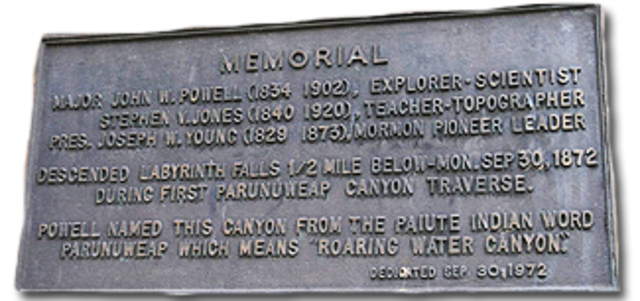 MEMORIAL
MAJOR JOHN W. POWELL (1834 1902), EXPLORER-SCIENTIST
STEPHEN V. JONES (1840 1920), TEACHER-TOPOGRAPHER
PRES. JOSEPH W. YOUNG (1829 1873), MORMON PIONEER LEADER
DESCENDED LABYRINTH FALLS 1/2 MILE BELOW-MON. SEP 30, 1872
DURING FIRST PARUNUWEAP CANYON TRAVERSE.
POWELL NAMED THIS CANYON FROM THE PAIUTE INDIAN WORD
PARUNUWEAP WHICH MEANS "ROARING WATER CANYON."
DEDICATED SEP. 30, 1972